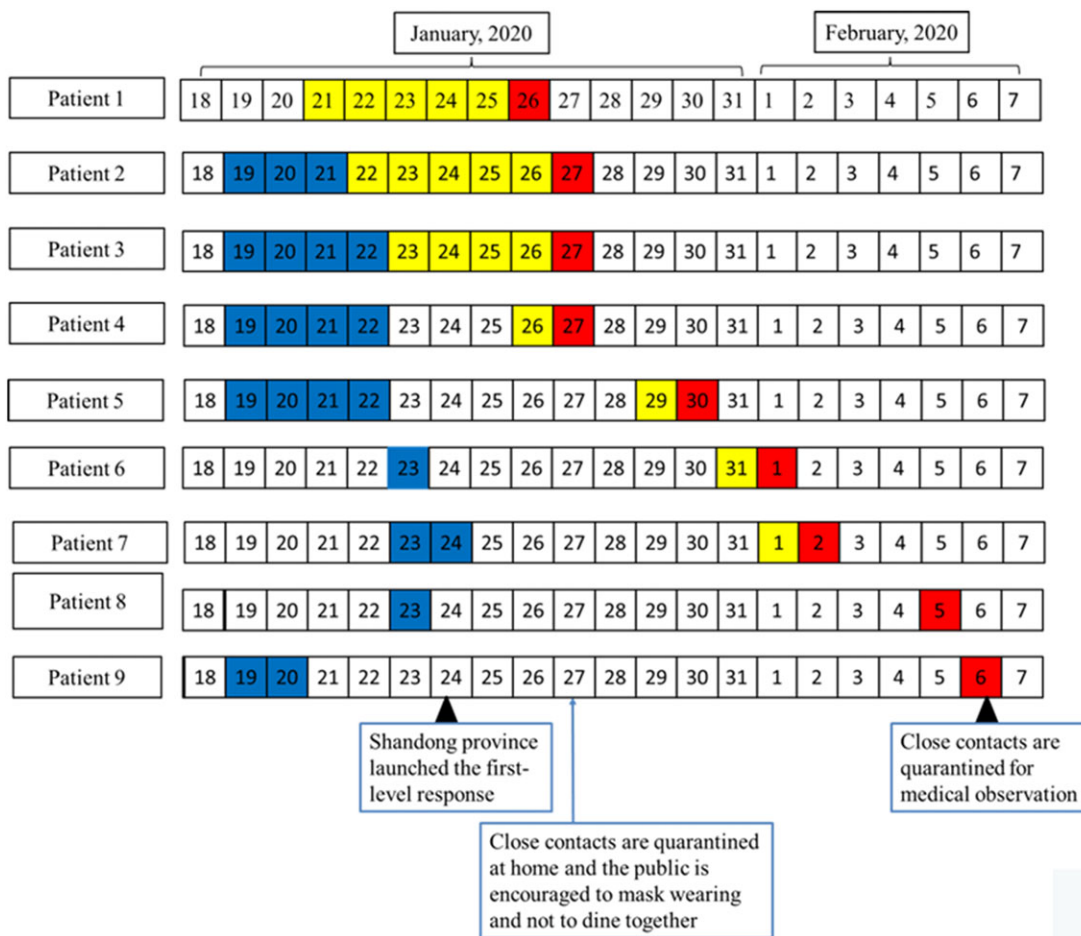 January, 2020
February, 2020
Patient 1 18 19 20 21 22 23 24 25 26 27 28 29 30 31 1 2 3 4 5 6 7
Patient 2 18 19 20 21 22 23 24 25 26 27 28 29 30 31 1 2 3 4 5 6 7
Patient 3 18 19 20 21 22 23 24 25 26 27 28 29 30 31 1 2 3 4 5 6 7
Patient 4 18 19 20 21 22 23 24 25 26 27 28 29 30 31 1 2 3 4 5 6 7
Patient 5 18 19 20 21 22 23 24 25 26 27 28 29 30 31 1 2 3 4 5 6 7
Patient 6 18 19 20 21 22 23 24 25 26 27 28 29 30 31 1 2 3 4 5 6 7
Patient 7 18 19 20 21 22 23 24 25 26 27 28 29 30 31 1 2 3 4 5 6 7
Patient 8 18 19 20 21 22 23 24 25 26 27 28 29 30 31 1 2 3 4 5 6 7
Patient 9 18 19 20 21 22 23 24 25 26 27 28 29 30 31 1 2 3 4 5 6 7
Shandong province
launched the first-
level response
Close contacts are
quarantined for
medical observation
Close contacts are quarantined
at home and the public is
encouraged to mask wearing
and not to dine together